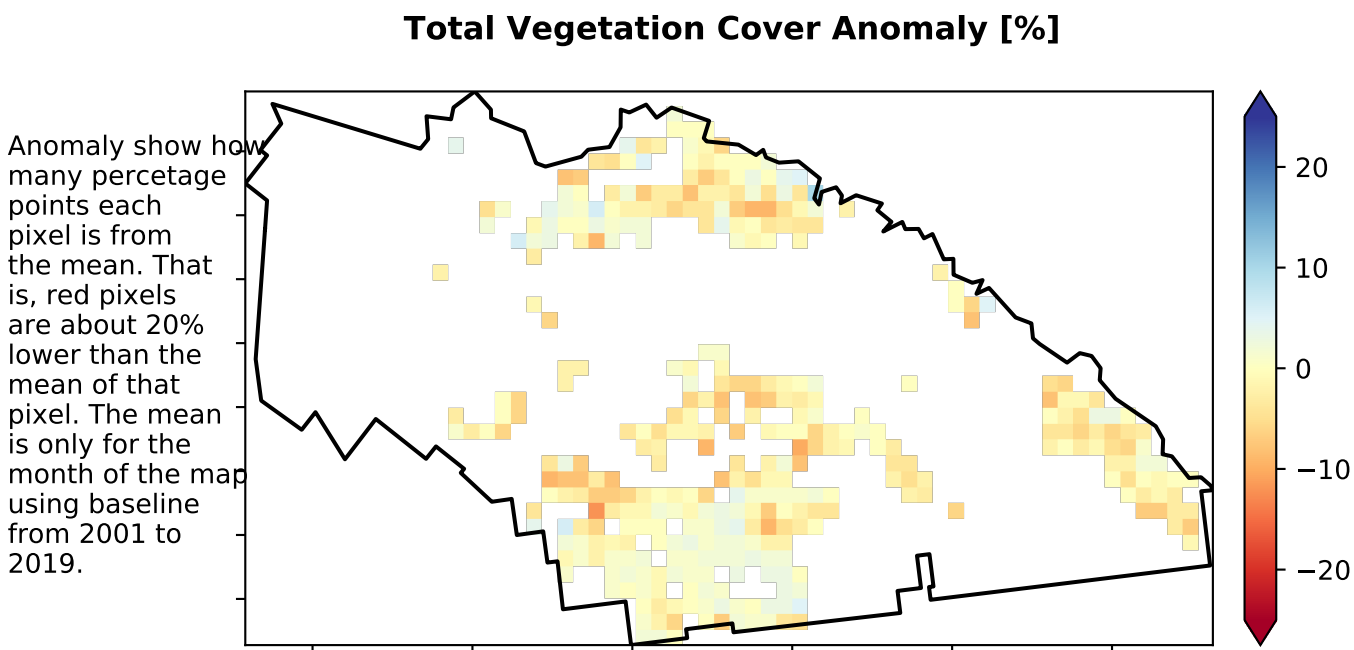 Total Vegetation Cover Anomaly [%]
Anomaly show how
many percetage
points each
pixel is from
the mean. That
is, red pixels
are about 20%
lower than the
mean of that
pixel. The mean
is only for the
month of the map
using baseline
from 2001 to
2019.
20
10
0
−10
−20